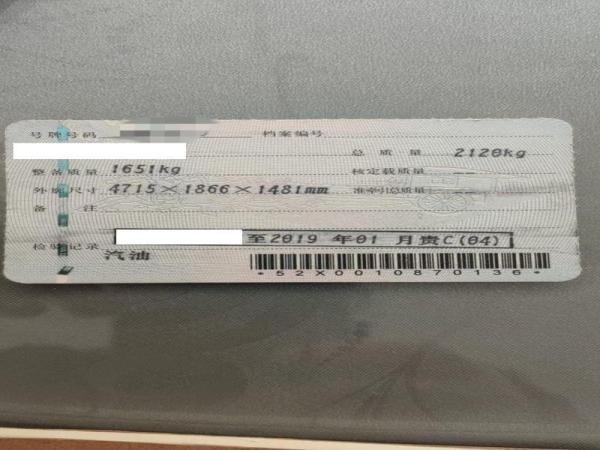 号牌号码 档案编号
总质量 2120kg
整备质量 1651kg 核定载质量
外廓尺寸 4715×1866×1481mm 准牵引总质量
备注
检验记录 至2019 年01 月贵C(04)
汽油
*52X0010870136*